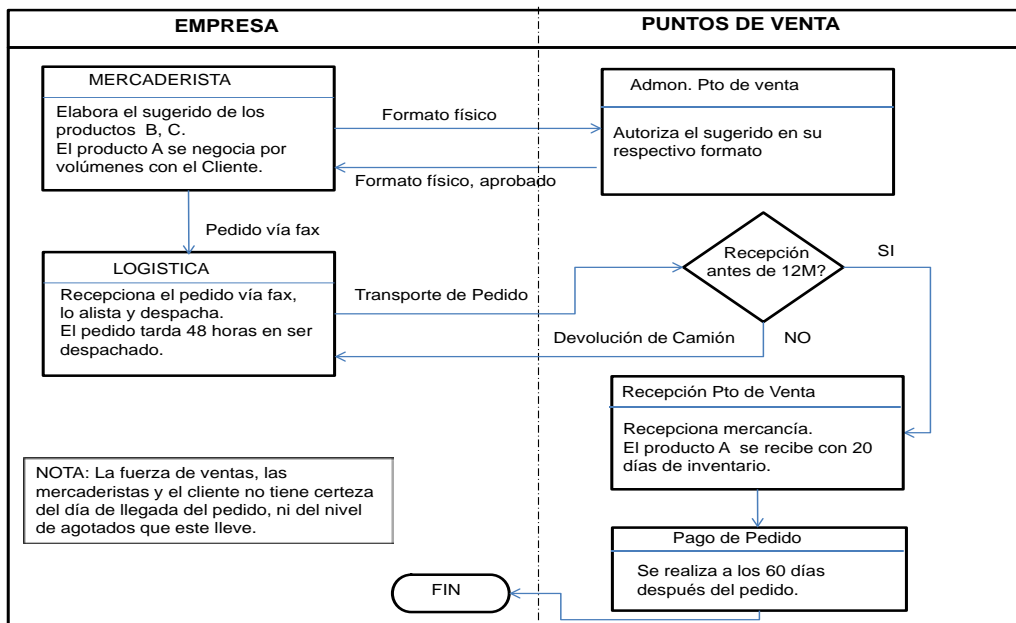 EMPRESA
PUNTOS DE VENTA
MERCADERISTA
Elabora el sugerido de los
productos B, C.
El producto A se negocia por
volúmenes con el Cliente.
Formato físico
Admon. Pto de venta
Autoriza el sugerido en su
respectivo formato
Formato físico, aprobado
Pedido vía fax
LOGISTICA
Recepciona el pedido vía fax,
lo alista y despacha.
El pedido tarda 48 horas en ser
despachado.
Transporte de Pedido
Recepción
antes de 12M?
SI
Devolución de Camión
NO
Recepción Pto de Venta
Recepciona mercancía.
El producto A se recibe con 20
días de inventario.
NOTA: La fuerza de ventas, las
mercaderistas y el cliente no tiene certeza
del día de llegada del pedido, ni del nivel
de agotados que este lleve.
Pago de Pedido
Se realiza a los 60 días
después del pedido.
FIN